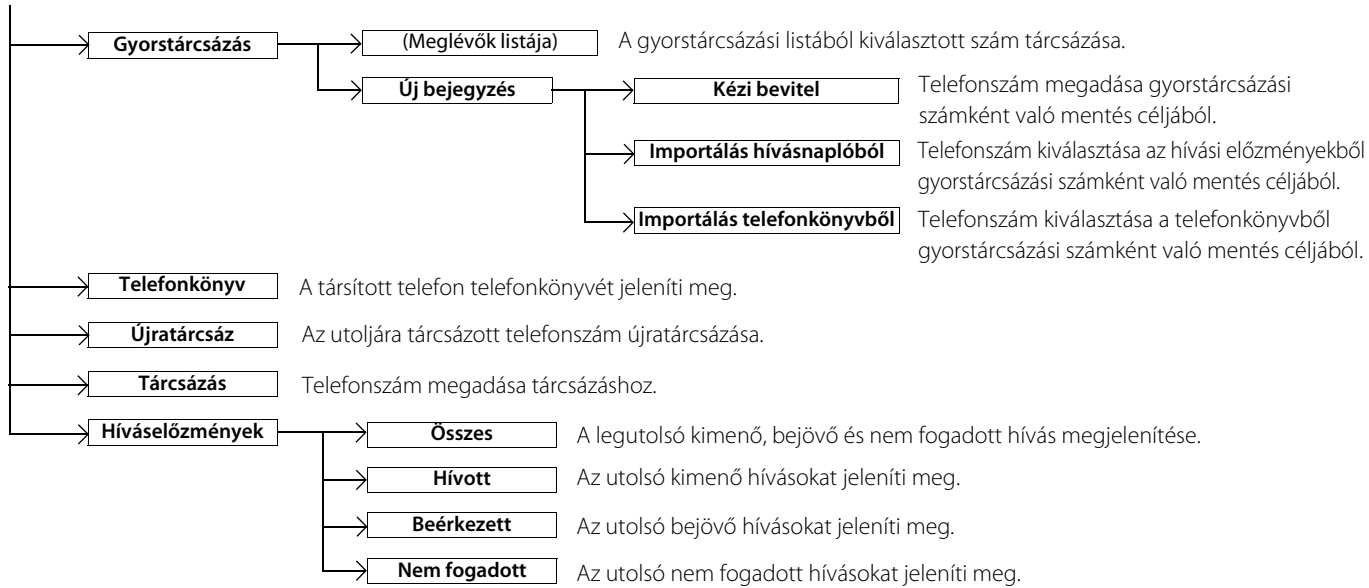 Gyorstárcsázás (Meglévők listája) A gyorstárcsázási listából kiválasztott szám tárcsázása.
Új bejegyzés Kézi bevitel Telefonszám megadása gyorstárcsázási
számként való mentés céljából.
Importálás hívásnaplóból Telefonszám kiválasztása az hívási előzményekből
gyorstárcsázási számként való mentés céljából.
Importálás telefonkönyvből Telefonszám kiválasztása a telefonkönyvből
gyorstárcsázási számként való mentés céljából.
Telefonkönyv A társított telefon telefonkönyvét jeleníti meg.
Újratárcsáz Az utoljára tárcsázott telefonszám újratárcsázása.
Tárcsázás Telefonszám megadása tárcsázáshoz.
Híváselőzmények Összes A legutolsó kimenő, bejövő és nem fogadott hívás megjelenítése.
Hívott Az utolsó kimenő hívásokat jeleníti meg.
Beérkezett Az utolsó bejövő hívásokat jeleníti meg.
Nem fogadott Az utolsó nem fogadott hívásokat jeleníti meg.